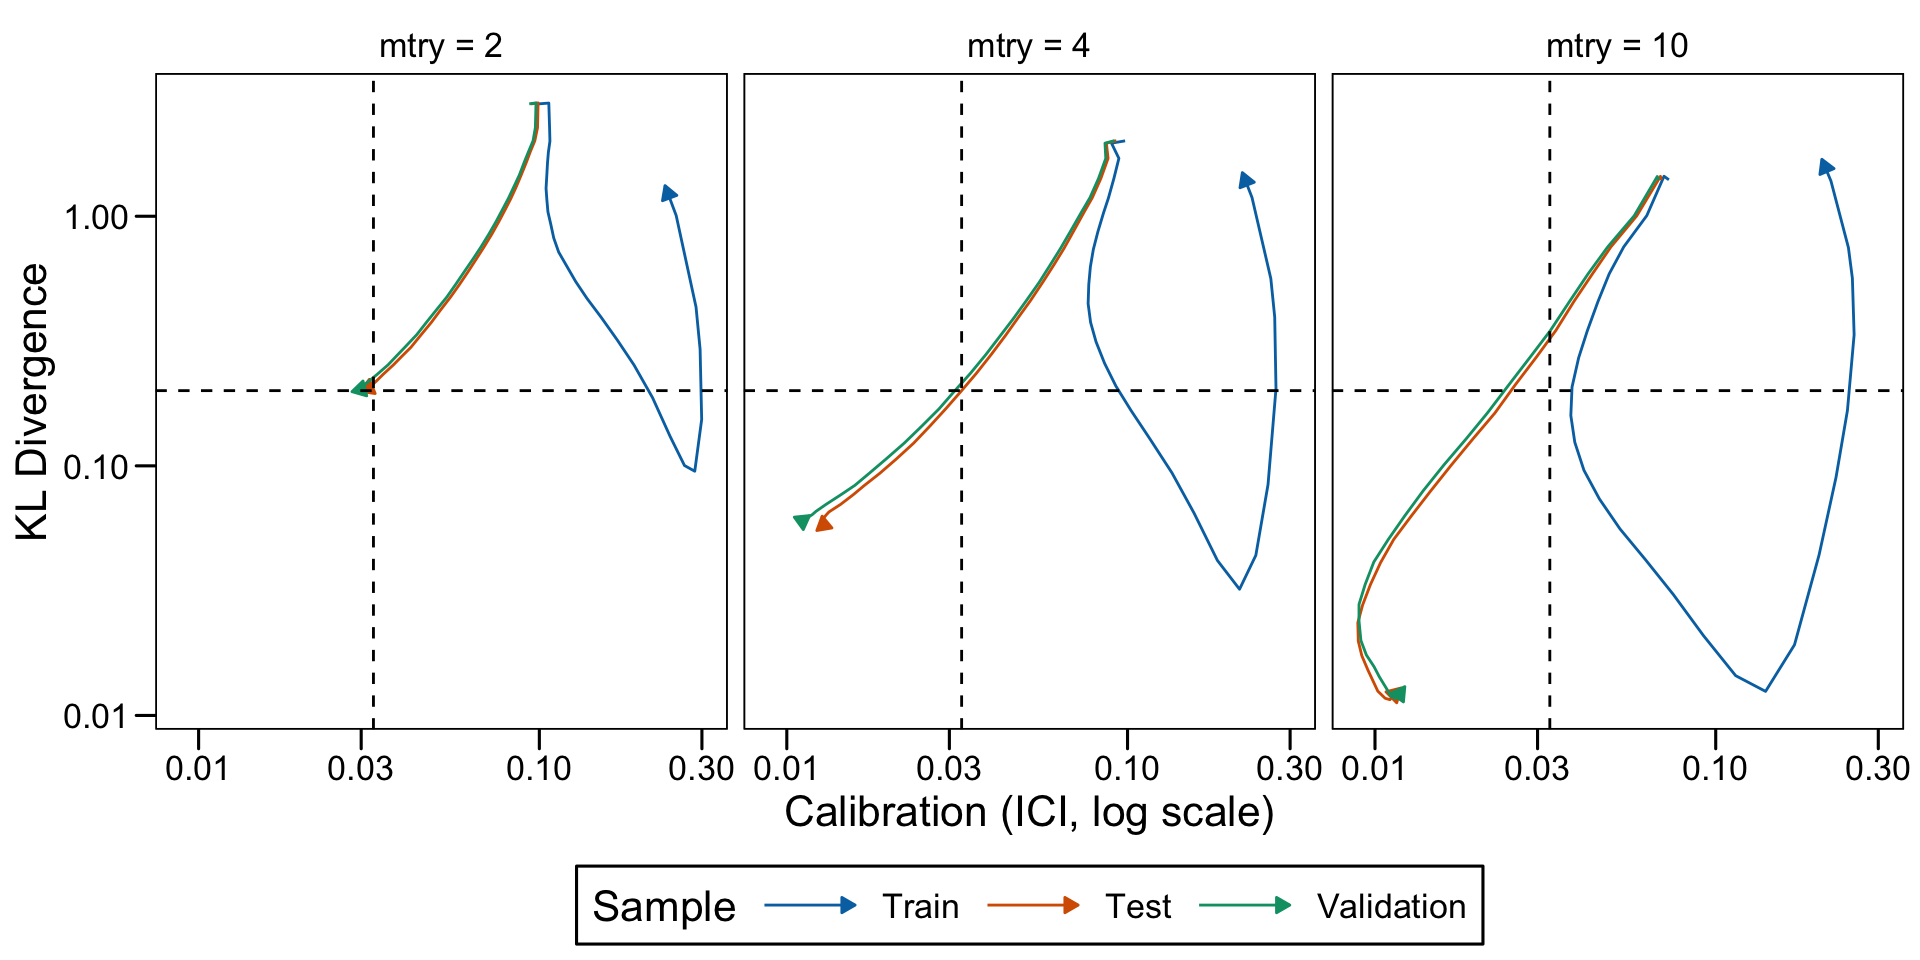 mtry = 2
mtry = 4
mtry = 10
KL Divergence
1.00
0.10
0.01
0.01 0.03 0.10 0.30
0.01 0.03 0.10 0.30
0.01 0.03 0.10 0.30
Calibration (ICI, log scale)
Sample Train Test Validation